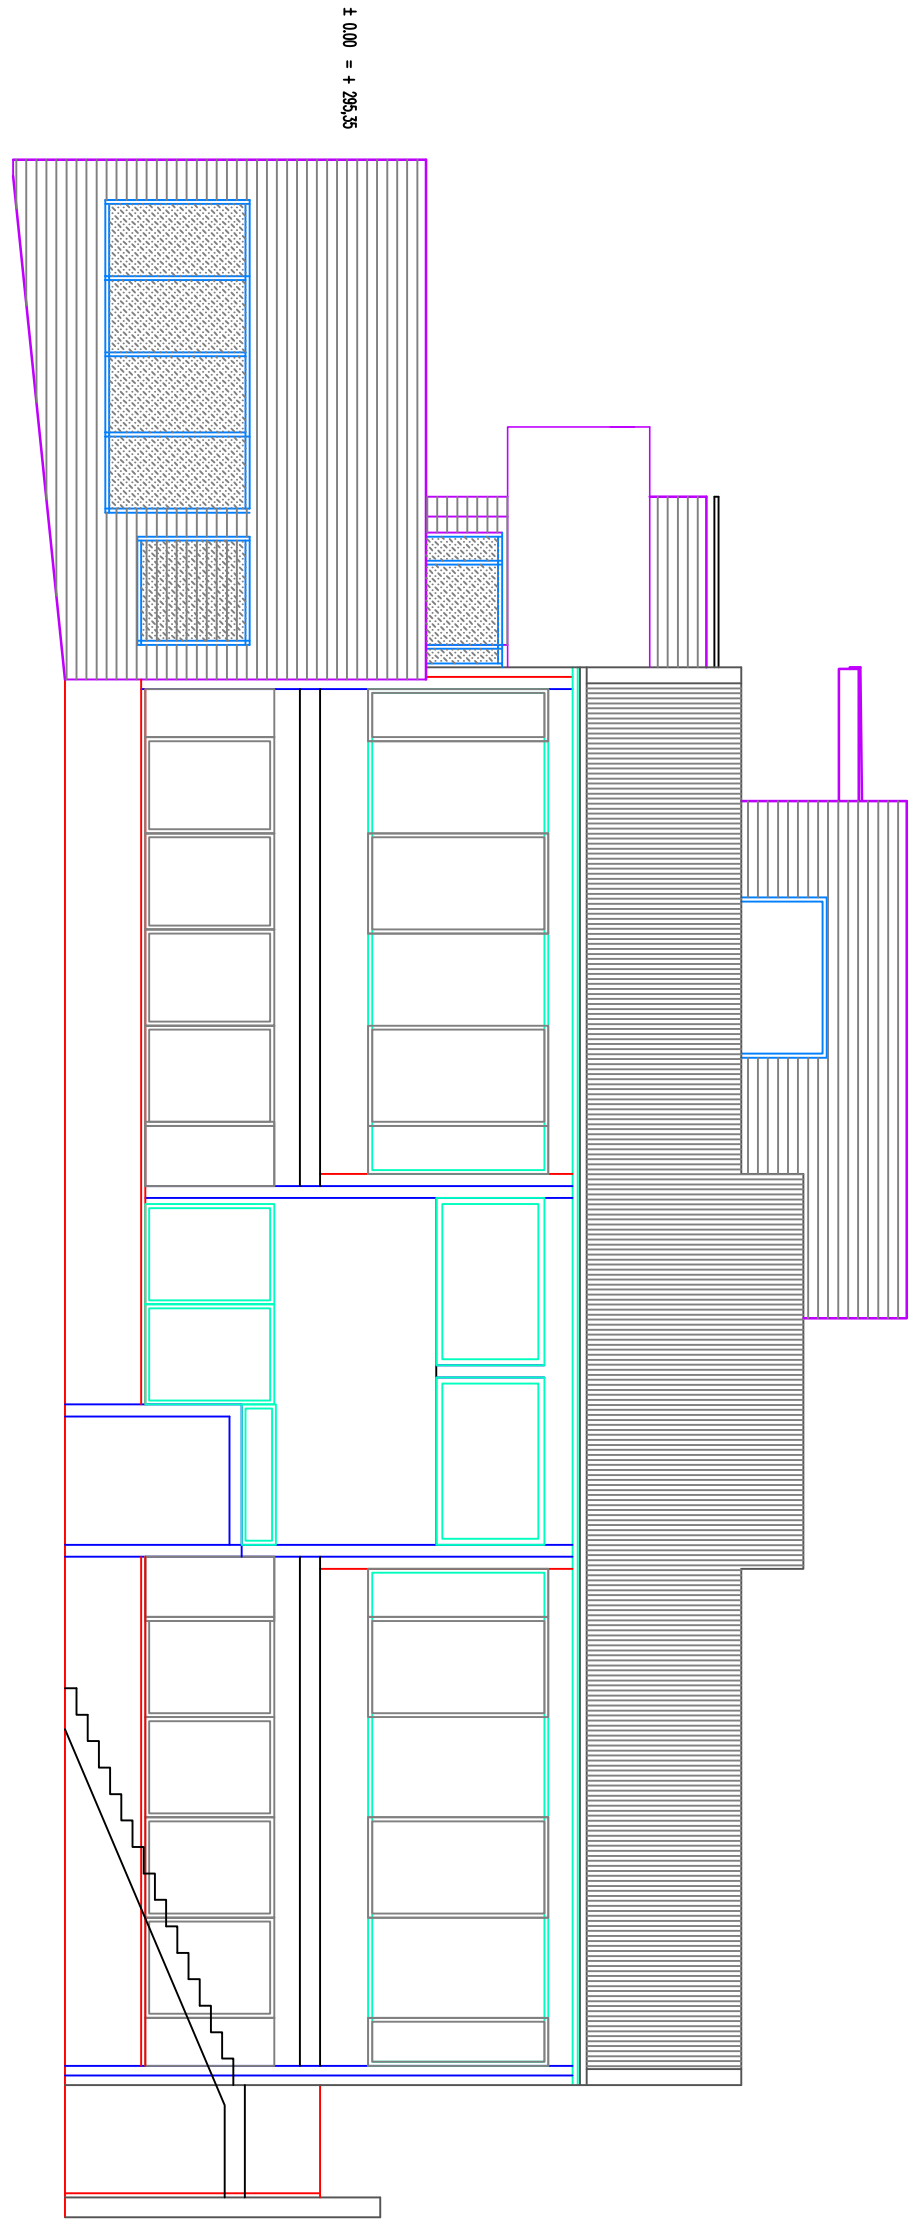 ± 0.00 = + 295,35